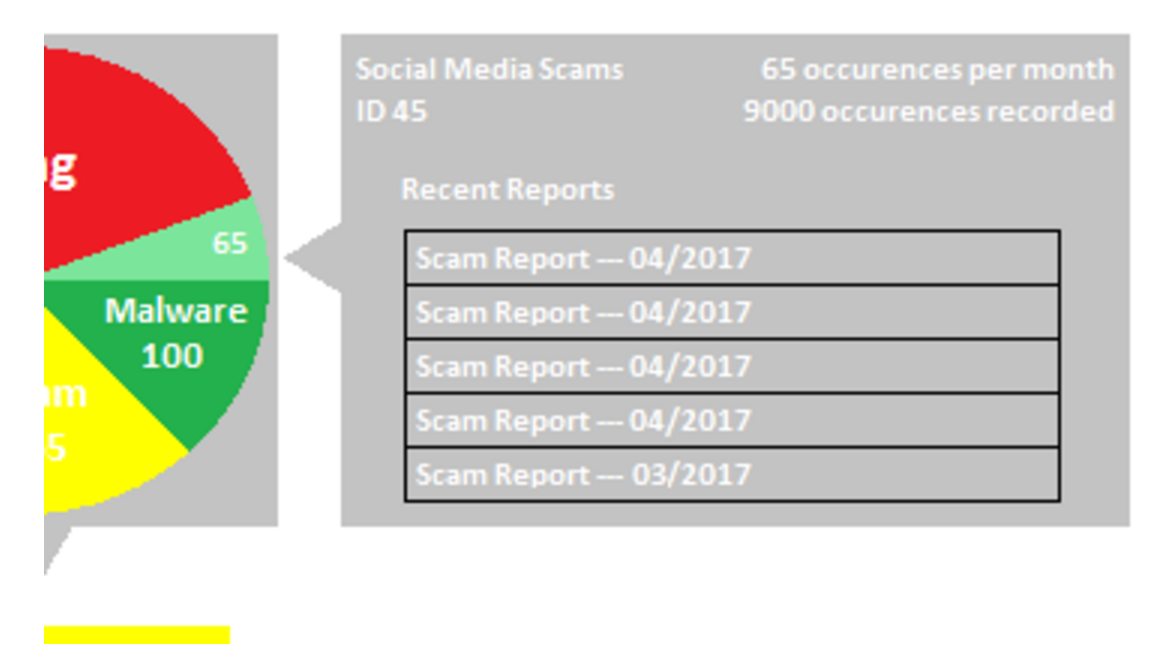 g
65
Malware
100
am
5
Social Media Scams
65 occurences per month
ID 45
9000 occurences recorded
Recent Reports
Scam Report --- 04/2017
Scam Report --- 04/2017
Scam Report --- 04/2017
Scam Report --- 04/2017
Scam Report --- 03/2017